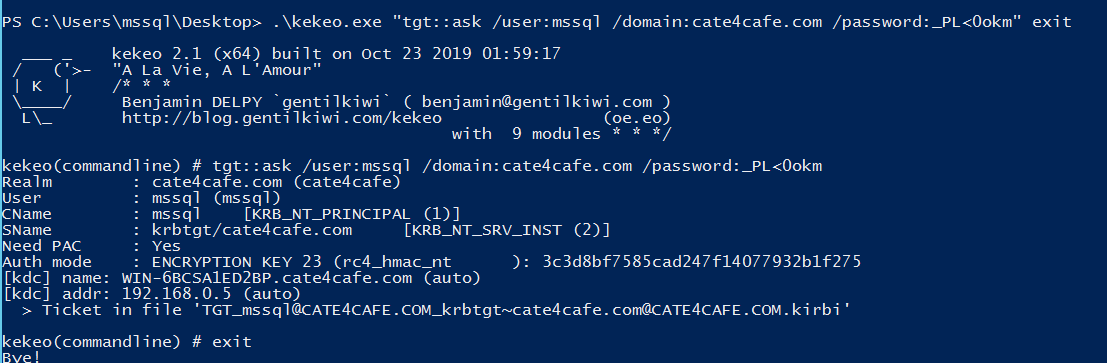 PS C:\Users\mssql\Desktop> .\kekeo.exe "tgt::ask /user:mssql /domain:cate4cafe.com /password:_PL<0okm" exit
  ___ _    kekeo 2.1 (x64) built on Oct 23 2019 01:59:17
 /   ('>-  "A La Vie, A L'Amour"
 | K  |    /* * *
 \____/     Benjamin DELPY `gentilkiwi` ( benjamin@gentilkiwi.com )
  L\_       http://blog.gentilkiwi.com/kekeo                (oe.eo)
                                             with  9 modules * * */
kekeo(commandline) # tgt::ask /user:mssql /domain:cate4cafe.com /password:_PL<0okm
Realm        : cate4cafe.com (cate4cafe)
User         : mssql (mssql)
CName        : mssql    [KRB_NT_PRINCIPAL (1)]
SName        : krbtgt/cate4cafe.com     [KRB_NT_SRV_INST (2)]
Need PAC     : Yes
Auth mode    : ENCRYPTION KEY 23 (rc4_hmac_nt      ): 3c3d8bf7585cad247f14077932b1f275
[kdc] name: WIN-6BCSA1ED2BP.cate4cafe.com (auto)
[kdc] addr: 192.168.0.5 (auto)
  > Ticket in file 'TGT_mssql@CATE4CAFE.COM_krbtgt~cate4cafe.com@CATE4CAFE.COM.kirbi'
kekeo(commandline) # exit
Bye!